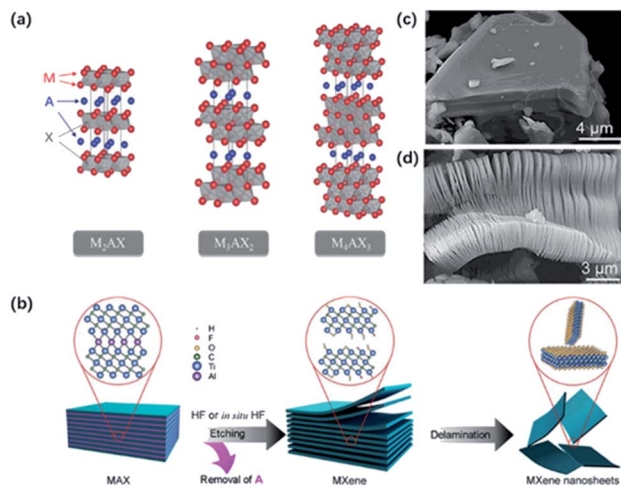 (a)
M
A
X
M₂AX
M₃AX₂
M₄AX₃
(c)
4 μm
(d)
3 μm
(b)
H
F
O
C
Ti
Al
HF or in situ HF
Etching
Removal of A
Delamination
MAX
MXene
MXene nanosheets